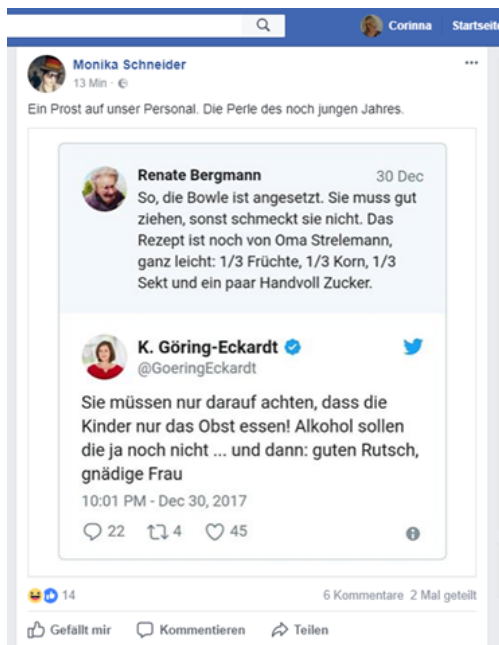 Corinna Startseite
Monika Schneider
13 Min ·
Ein Prost auf unser Personal. Die Perle des noch jungen Jahres.
Renate Bergmann 30 Dec
So, die Bowle ist angesetzt. Sie muss gut
ziehen, sonst schmeckt sie nicht. Das
Rezept ist noch von Oma Strelemann,
ganz leicht: 1/3 Früchte, 1/3 Korn, 1/3
Sekt und ein paar Handvoll Zucker.
K. Göring-Eckardt
@GoeringEckardt
Sie müssen nur darauf achten, dass die
Kinder nur das Obst essen! Alkohol sollen
die ja noch nicht ... und dann: guten Rutsch,
gnädige Frau
10:01 PM - Dec 30, 2017
22 4 45
14 6 Kommentare 2 Mal geteilt
Gefällt mir Kommentieren Teilen